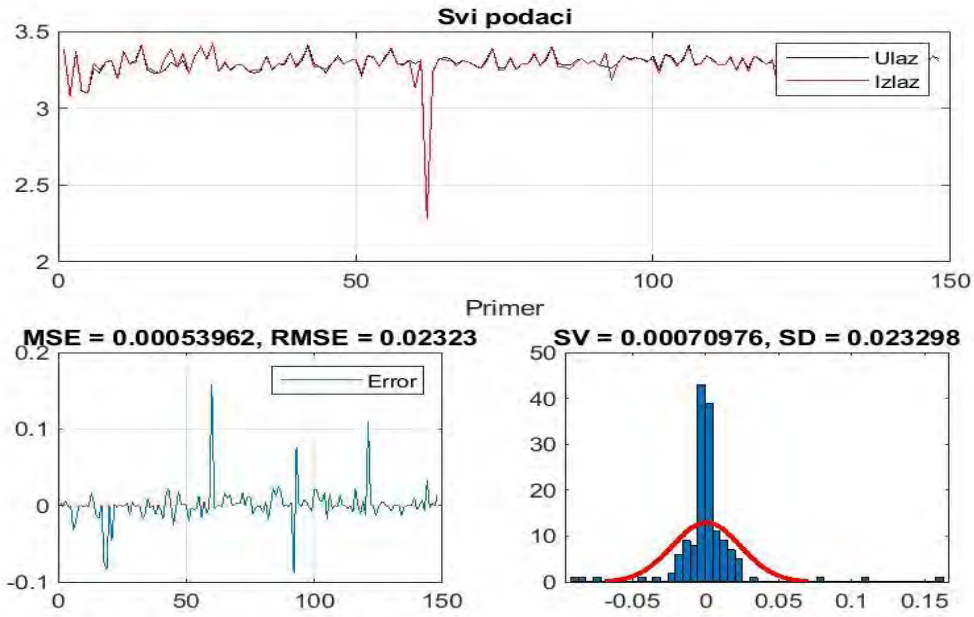 Svi podaci
3.5
3
2.5
2
Ulaz
Izlaz
0 50 100 150
Primer
MSE = 0.00053962, RMSE = 0.02323
0.2
0.1
0
-0.1
Error
0 50 100 150
SV = 0.00070976, SD = 0.023298
50
40
30
20
10
0
-0.05 0 0.05 0.1 0.15